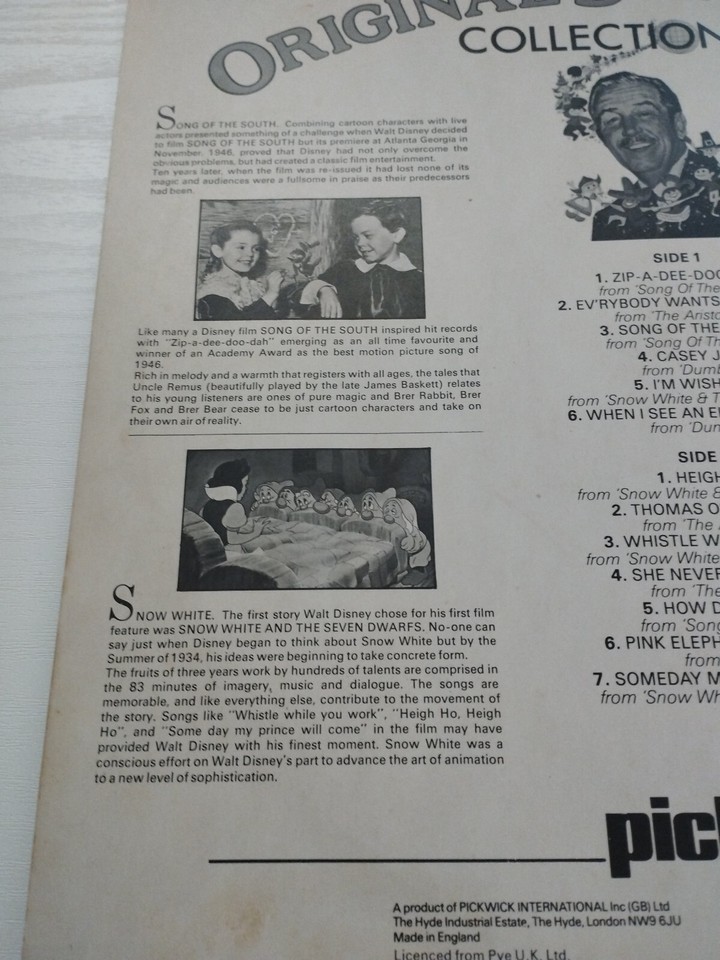 ORIGINAL
COLLECTION
SONG OF THE SOUTH. Combining cartoon characters with live
actors presented something of a challenge when Walt Disney decided
to film SONG OF THE SOUTH but its premiere at Atlanta Georgia in
November, 1946, proved that Disney had not only overcome the
obvious problems, but had created a classic film entertainment.
Ten years later, when the film was re-issued it had lost none of its
magic and audiences were a fullsome in praise as their predecessors
had been.
Like many a Disney film SONG OF THE SOUTH inspired hit records
with "Zip-a-dee-doo-dah" emerging as an all time favourite and
winner of an Academy Award as the best motion picture song of
1946.
Rich in melody and a warmth that registers with all ages, the tales that
Uncle Remus (beautifully played by the late James Baskett) relates
to his young listeners are ones of pure magic and Brer Rabbit, Brer
Fox and Brer Bear cease to be just cartoon characters and take on
their own air of reality.
SNOW WHITE. The first story Walt Disney chose for his first film
feature was SNOW WHITE AND THE SEVEN DWARFS. No-one can
say just when Disney began to think about Snow White but by the
Summer of 1934, his ideas were beginning to take concrete form.
The fruits of three years work by hundreds of talents are comprised in
the 83 minutes of imagery, music and dialogue. The songs are
memorable, and like everything else, contribute to the movement of
the story. Songs like "Whistle while you work", "Heigh Ho, Heigh
Ho", and "Some day my prince will come" in the film may have
provided Walt Disney with his finest moment. Snow White was a
conscious effort on Walt Disney's part to advance the art of animation
to a new level of sophistication.
SIDE 1
1. ZIP-A-DEE-DOO
from 'Song Of The
2. EV'RYBODY WANTS
from 'The Aristo
3. SONG OF THE
from 'Song Of Th
4. CASEY J
from 'Dumb
5. I'M WISH
from 'Snow White & T
6. WHEN I SEE AN E
from 'Dum
SIDE
1. HEIGH
from 'Snow White &
2. THOMAS O
from 'The
3. WHISTLE W
from 'Snow White
4. SHE NEVER
from 'The
5. HOW D
from 'Song
6. PINK ELEPH
from
7. SOMEDAY M
from 'Snow Wh
pic
A product of PICKWICK INTERNATIONAL Inc (GB) Ltd
The Hyde Industrial Estate, The Hyde, London NW9 6JU
Made in England
Licenced from Pye U.K. Ltd.